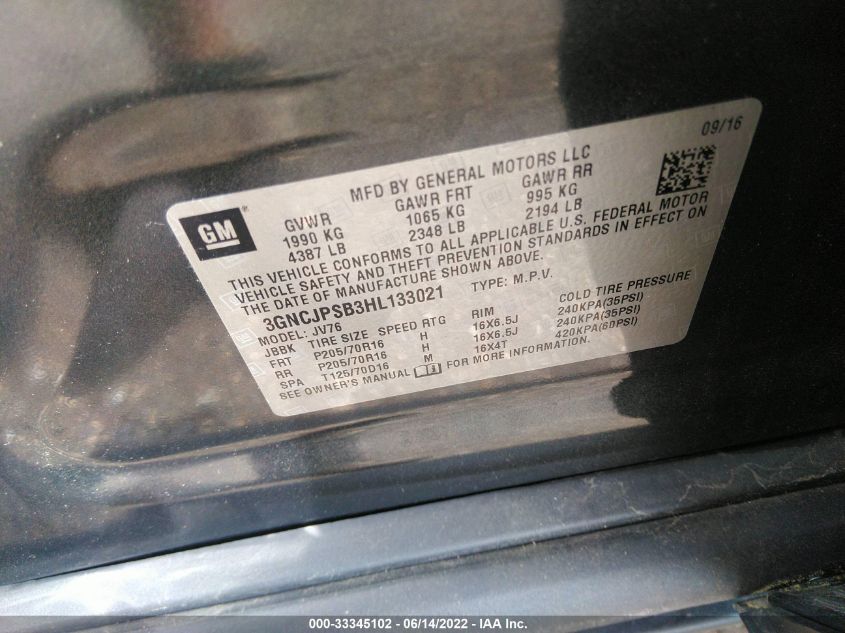 09/16
MFD BY GENERAL MOTORS LLC
GM ®
GVWR GAWR FRT GAWR RR
1990 KG 1065 KG 995 KG
4387 LB 2348 LB 2194 LB
THIS VEHICLE CONFORMS TO ALL APPLICABLE U.S. FEDERAL MOTOR
VEHICLE SAFETY AND THEFT PREVENTION STANDARDS IN EFFECT ON
THE DATE OF MANUFACTURE SHOWN ABOVE.
3GNCJPSB3HL133021 TYPE: M.P.V.
MODEL: JV76
JBBK TIRE SIZE SPEED RTG RIM COLD TIRE PRESSURE
FRT P205/70R16 H 16X6.5J 240KPA(35PSI)
RR P205/70R16 H 16X6.5J 240KPA(35PSI)
SPA T125/70D16 M 16X4T 420KPA(60PSI)
SEE OWNER'S MANUAL FOR MORE INFORMATION.
000-33345102 - 06/14/2022 - IAA Inc.